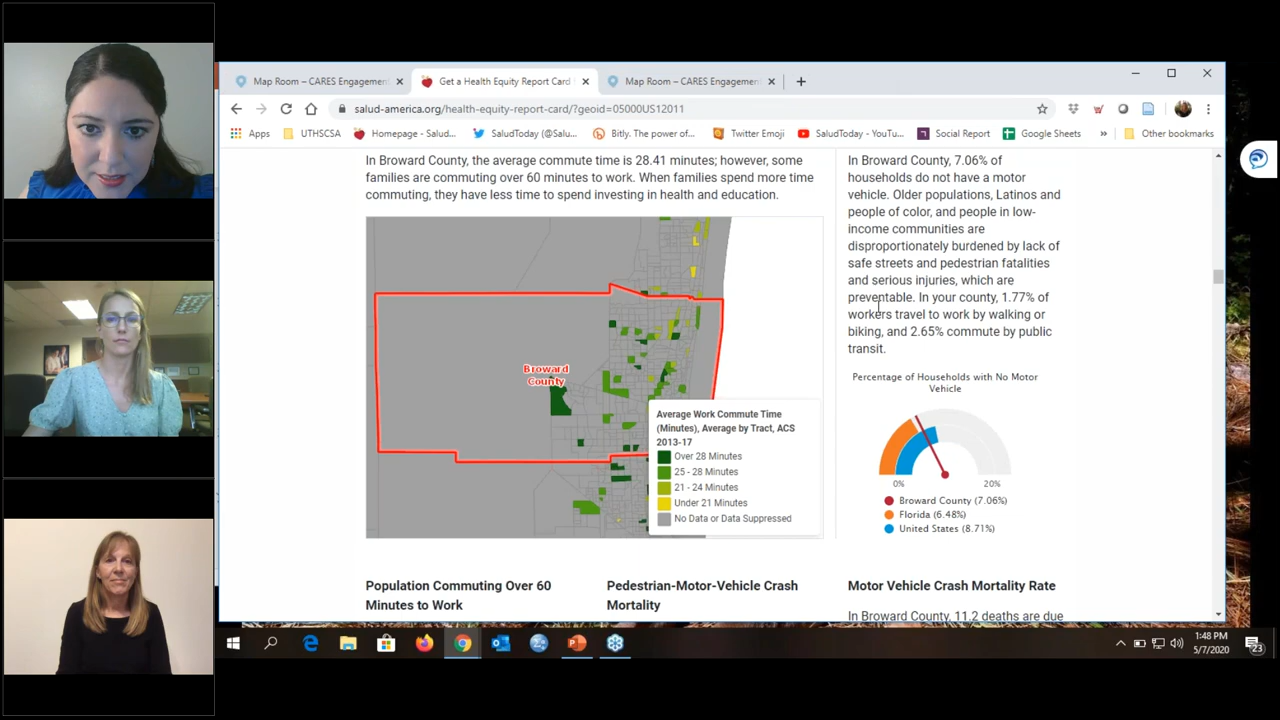 Map Room – CARES Engagement
Get a Health Equity Report Card
Map Room – CARES Engagement
salud-america.org/health-equity-report-card/?geoid=05000US12011
Apps
UTHSCSA
Homepage - Salud...
SaludToday (@Salu...
Bitly. The power of...
Twitter Emoji
SaludToday - YouTu...
Social Report
Google Sheets
»
Other bookmarks
In Broward County, the average commute time is 28.41 minutes; however, some
families are commuting over 60 minutes to work. When families spend more time
commuting, they have less time to spend investing in health and education.
Broward
County
Average Work Commute Time
(Minutes), Average by Tract, ACS
2013-17
Over 28 Minutes
25 - 28 Minutes
21 - 24 Minutes
Under 21 Minutes
No Data or Data Suppressed
In Broward County, 7.06% of
households do not have a motor
vehicle. Older populations, Latinos and
people of color, and people in low-
income communities are
disproportionately burdened by lack of
safe streets and pedestrian fatalities
and serious injuries, which are
preventable. In your county, 1.77% of
workers travel to work by walking or
biking, and 2.65% commute by public
transit.
Percentage of Households with No Motor
Vehicle
0%
20%
Broward County (7.06%)
Florida (6.48%)
United States (8.71%)
Population Commuting Over 60
Minutes to Work
Pedestrian-Motor-Vehicle Crash
Mortality
Motor Vehicle Crash Mortality Rate
In Broward County, 11.2 deaths are due
1:48 PM
5/7/2020
23